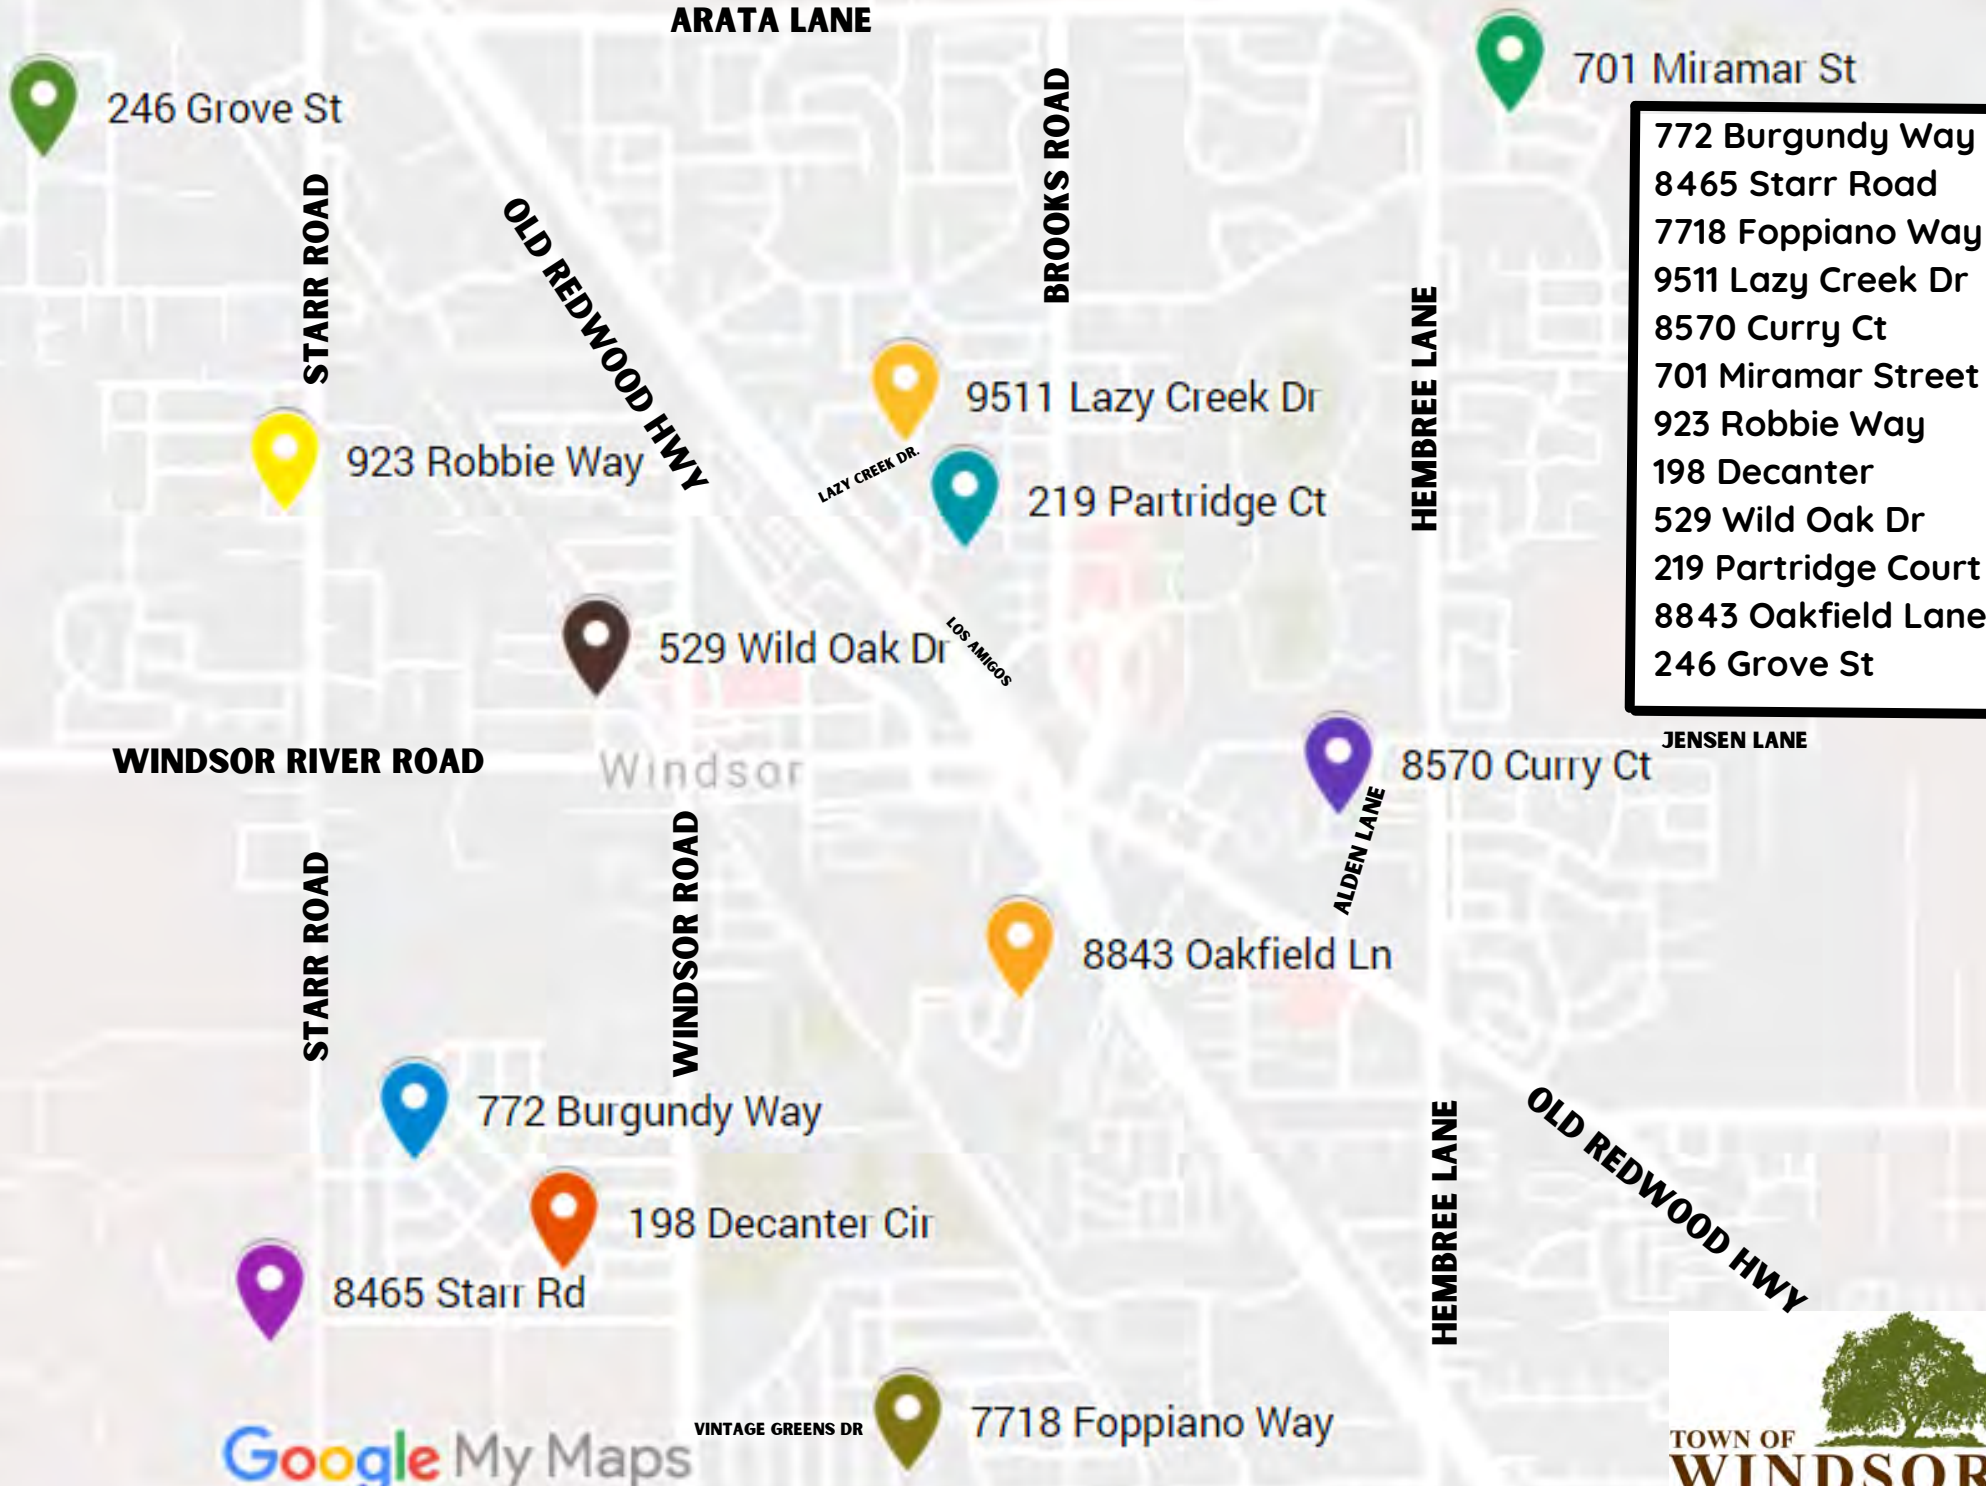 ARATA LANE
701 Miramar St
246 Grove St
772 Burgundy Way
8465 Starr Road
7718 Foppiano Way
9511 Lazy Creek Dr
8570 Curry Ct
701 Miramar Street
923 Robbie Way
198 Decanter
529 Wild Oak Dr
219 Partridge Court
8843 Oakfield Lane
246 Grove St
BROOKS ROAD
STARR ROAD
OLD REDWOOD HWY
HEMBREE LANE
9511 Lazy Creek Dr
923 Robbie Way
LAZY CREEK DR.
219 Partridge Ct
529 Wild Oak Dr
LOS AMIGOS
JENSEN LANE
WINDSOR RIVER ROAD
Windsor
8570 Curry Ct
ALDEN LANE
STARR ROAD
WINDSOR ROAD
8843 Oakfield Ln
772 Burgundy Way
HEMBREE LANE
OLD REDWOOD HWY
198 Decanter Cir
8465 Starr Rd
VINTAGE GREENS DR
7718 Foppiano Way
Google My Maps
TOWN OF
WINDSOR